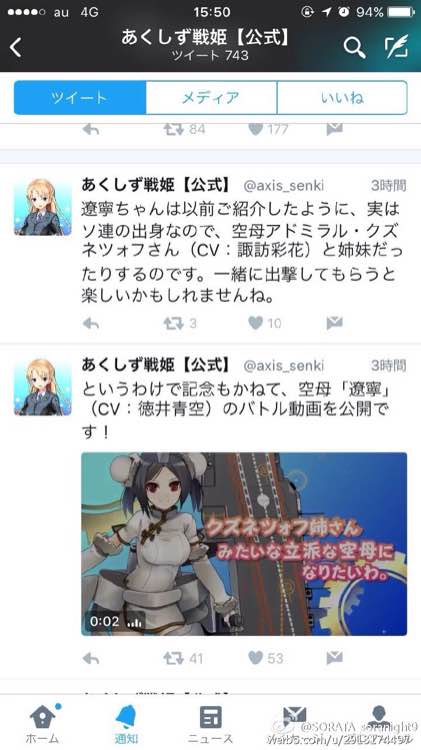 au 4G 15:50 94%
あくしず戦姫【公式】
ツイート 743
ツイート メディア いいね
84 177
あくしず戦姫【公式】 @axis_senki 3時間
遼寧ちゃんは以前ご紹介したように、実は
ソ連の出身なので、空母アドミラル・クズ
ネツォフさん（CV：諏訪彩花）と姉妹だっ
たりするのです。一緒に出撃してもらうと
楽しいかもしれませんね。
3 10
あくしず戦姫【公式】 @axis_senki 3時間
というわけで記念もかねて、空母「遼寧」
（CV：徳井青空）のバトル動画を公開で
す！
クズネツォフ姉さん
みたいな立派な空母に
なりたいわ。
0:02
41 53
ホーム 通知 ニュース
@SORATA_soranight9